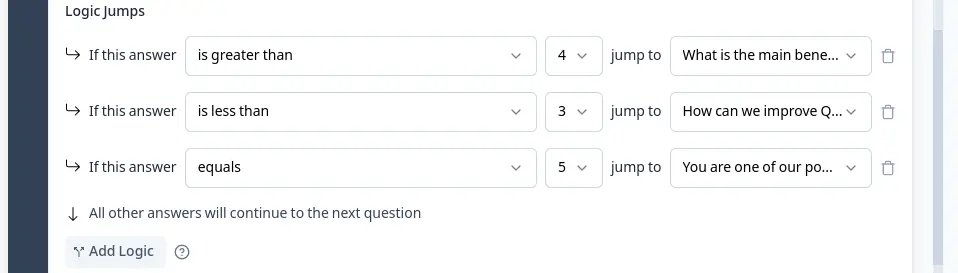 Logic Jumps
If this answer is greater than 4 jump to What is the main bene...
If this answer is less than 3 jump to How can we improve Q...
If this answer equals 5 jump to You are one of our po...
All other answers will continue to the next question
Add Logic ?